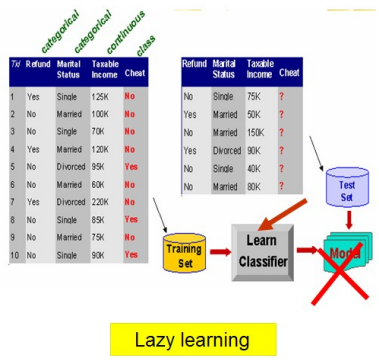 categorical
categorical
continuous
class
Tid Refund Marital Status Taxable Income Cheat
1 Yes Single 125K No
2 No Married 100K No
3 No Single 70K No
4 Yes Married 120K No
5 No Divorced 95K Yes
6 No Married 60K No
7 Yes Divorced 220K No
8 No Single 85K Yes
9 No Married 75K No
10 No Single 90K Yes
Refund Marital Status Taxable Income Cheat
No Single 75K ?
Yes Married 50K ?
No Married 150K ?
Yes Divorced 90K ?
No Single 40K ?
No Married 80K ?
Test
Set
Training
Set
Learn
Classifier
Model
Lazy learning